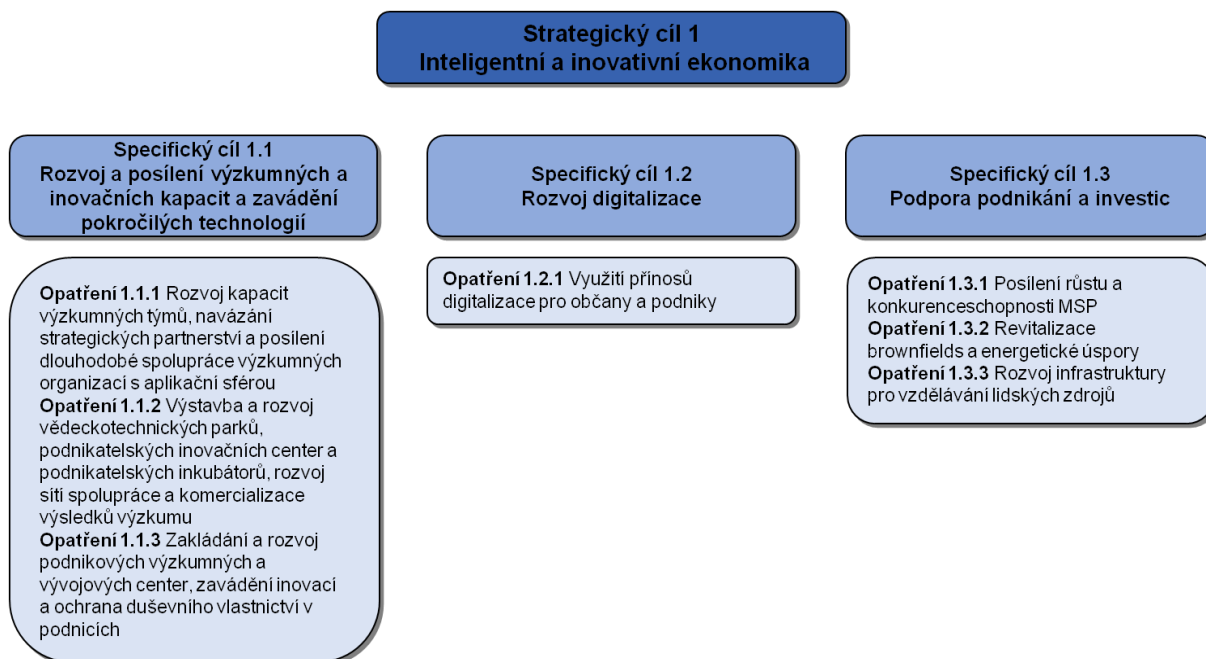 Strategický cíl 1
Inteligentní a inovativní ekonomika
Specifický cíl 1.1
Rozvoj a posílení výzkumných a
inovačních kapacit a zavádění
pokročilých technologií
Specifický cíl 1.2
Rozvoj digitalizace
Specifický cíl 1.3
Podpora podnikání a investic
Opatření 1.1.1 Rozvoj kapacit
výzkumných týmů, navázání
strategických partnerství a posílení
dlouhodobé spolupráce výzkumných
organizací s aplikační sférou
Opatření 1.1.2 Výstavba a rozvoj
vědeckotechnických parků,
podnikatelských inovačních center a
podnikatelských inkubátorů, rozvoj
síti spolupráce a komercializace
výsledků výzkumu
Opatření 1.1.3 Zakládání a rozvoj
podnikových výzkumných a
vývojových center, zavádění inovací
a ochrana duševního vlastnictví v
podnicích
Opatření 1.2.1 Využití přínosů
digitalizace pro občany a podniky
Opatření 1.3.1 Posílení růstu a
konkurenceschopnosti MSP
Opatření 1.3.2 Revitalizace
brownfields a energetické úspory
Opatření 1.3.3 Rozvoj infrastruktury
pro vzdělávání lidských zdrojů